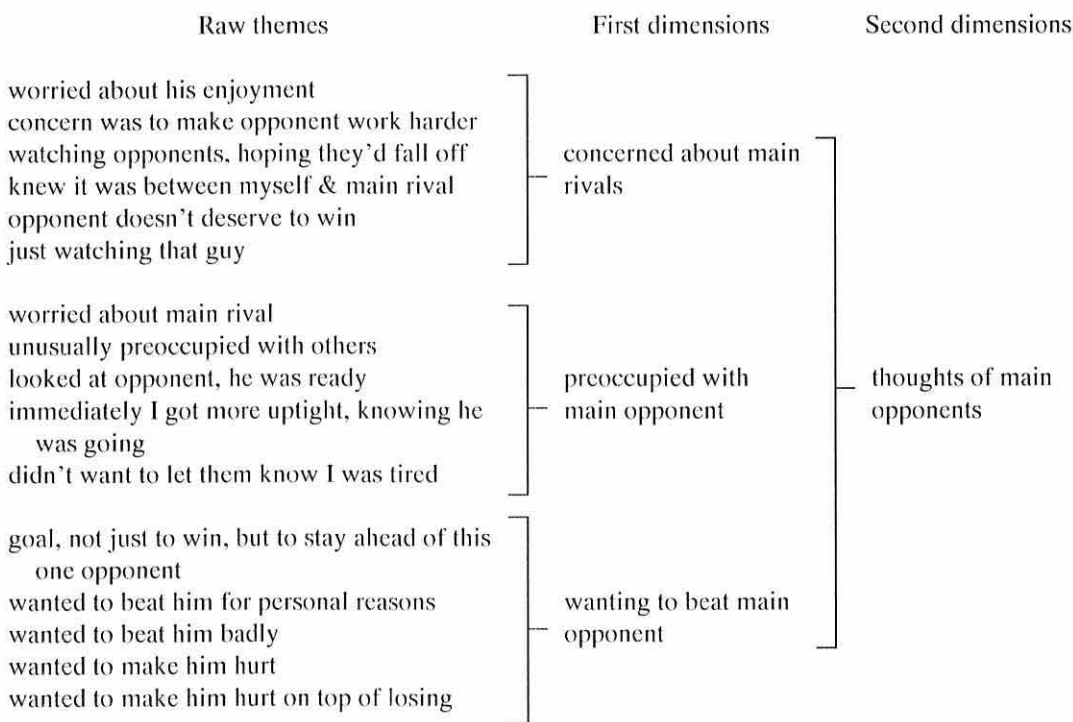 Raw themes First dimensions Second dimensions
worried about his enjoyment
concern was to make opponent work harder
watching opponents, hoping they'd fall off
knew it was between myself & main rival
opponent doesn't deserve to win
just watching that guy
concerned about main
rivals
worried about main rival
unusually preoccupied with others
looked at opponent, he was ready
immediately I got more uptight, knowing he
was going
didn't want to let them know I was tired
preoccupied with
main opponent
goal, not just to win, but to stay ahead of this
one opponent
wanted to beat him for personal reasons
wanted to beat him badly
wanted to make him hurt
wanted to make him hurt on top of losing
wanting to beat main
opponent
thoughts of main
opponents